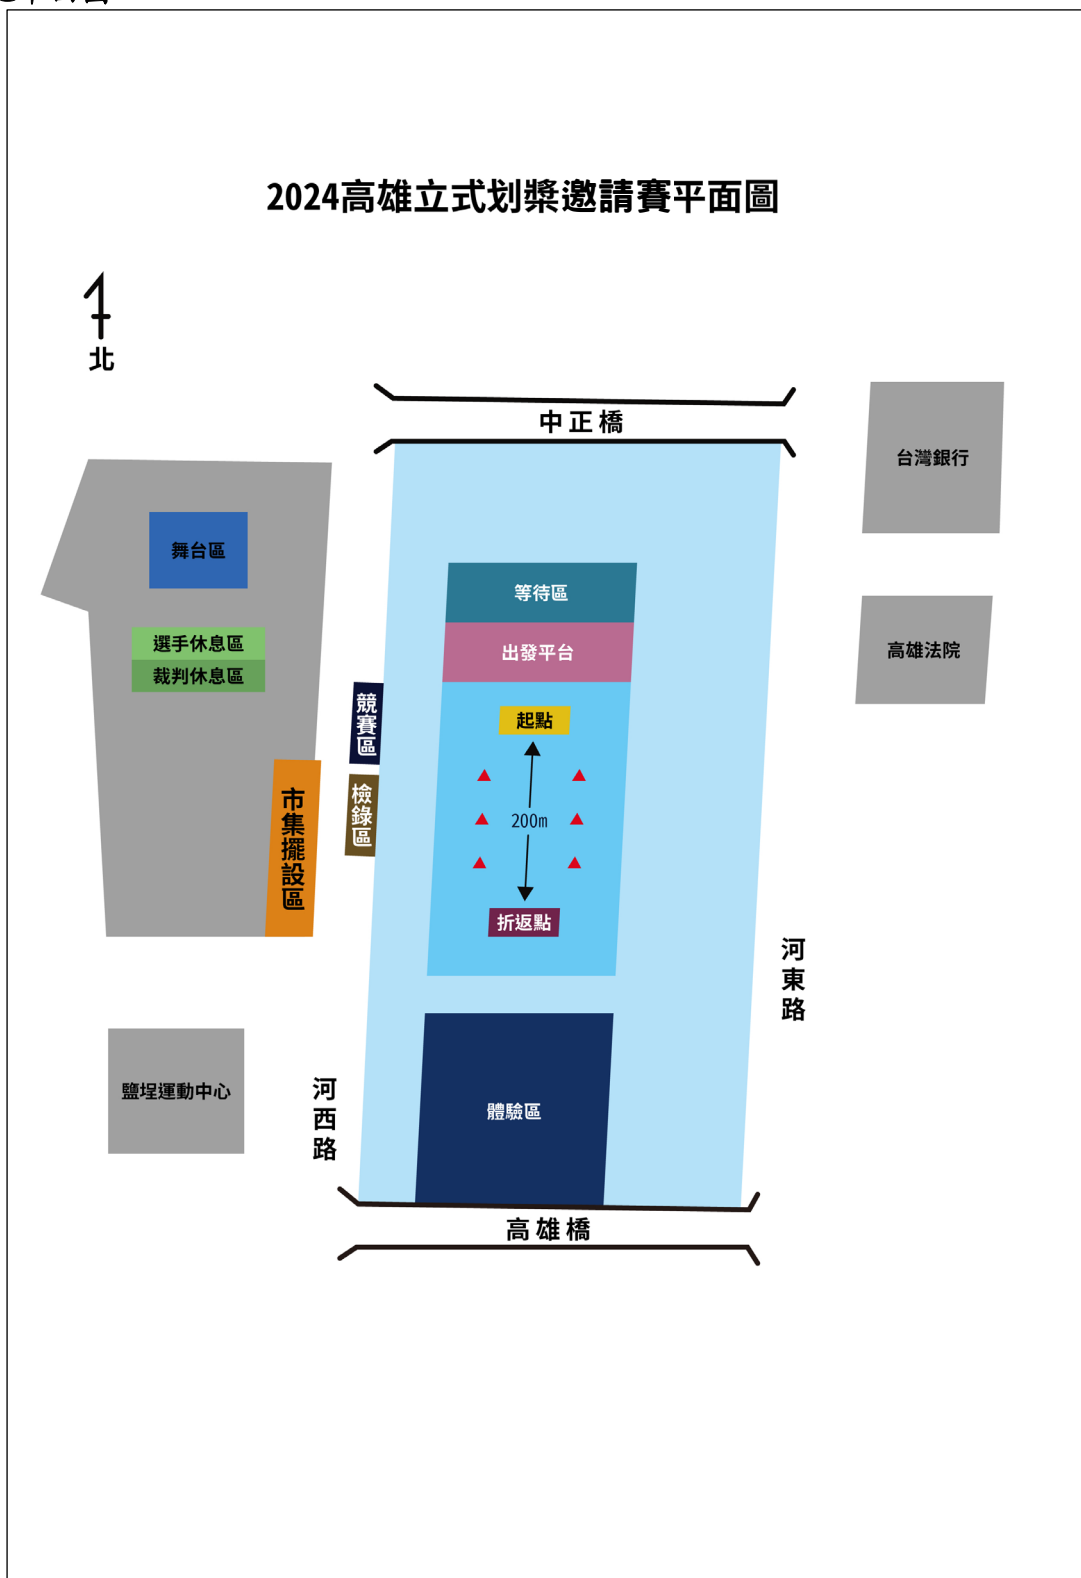 2024高雄立式划槳邀請賽平面圖
北
中正橋
台灣銀行
舞台區
等待區
選手休息區
出發平台
高雄法院
裁判休息區
競賽區
起點
檢錄區
200m
市集擺設區
折返點
河東路
鹽埕運動中心
河西路
體驗區
高雄橋